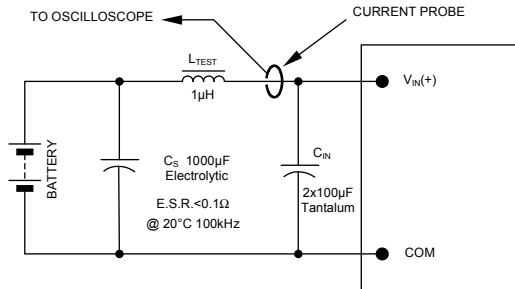 TO OSCILLOSCOPE
CURRENT PROBE
LTEST
1µH
VIN(+)
BATTERY
CS 1000µF
Electrolytic
E.S.R.<0.1Ω
@ 20°C 100kHz
CIN
2x100µF
Tantalum
COM